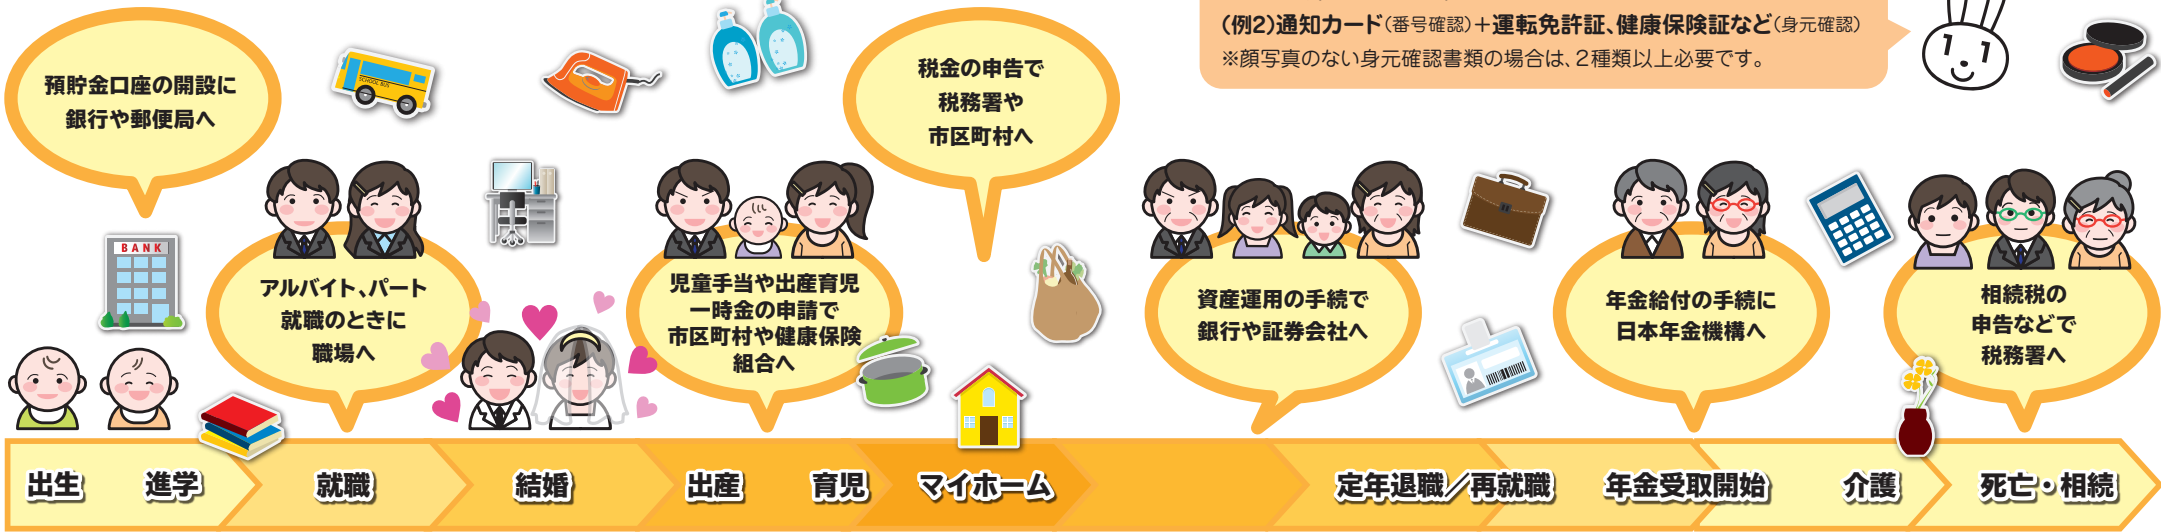 (例2)通知カード(番号確認)+運転免許証、健康保険証など(身元確認)
※顔写真のない身元確認書類の場合は、2種類以上必要です。
預貯金口座の開設に
銀行や郵便局へ
SCHOOL BUS
税金の申告で
税務署や
市区町村へ
BANK
アルバイト、パート
就職のときに
職場へ
児童手当や出産育児
一時金の申請で
市区町村や健康保険
組合へ
資産運用の手続で
銀行や証券会社へ
年金給付の手続に
日本年金機構へ
相続税の
申告などで
税務署へ
出生 進学 就職 結婚 出産 育児 マイホーム 定年退職／再就職 年金受取開始 介護 死亡・相続